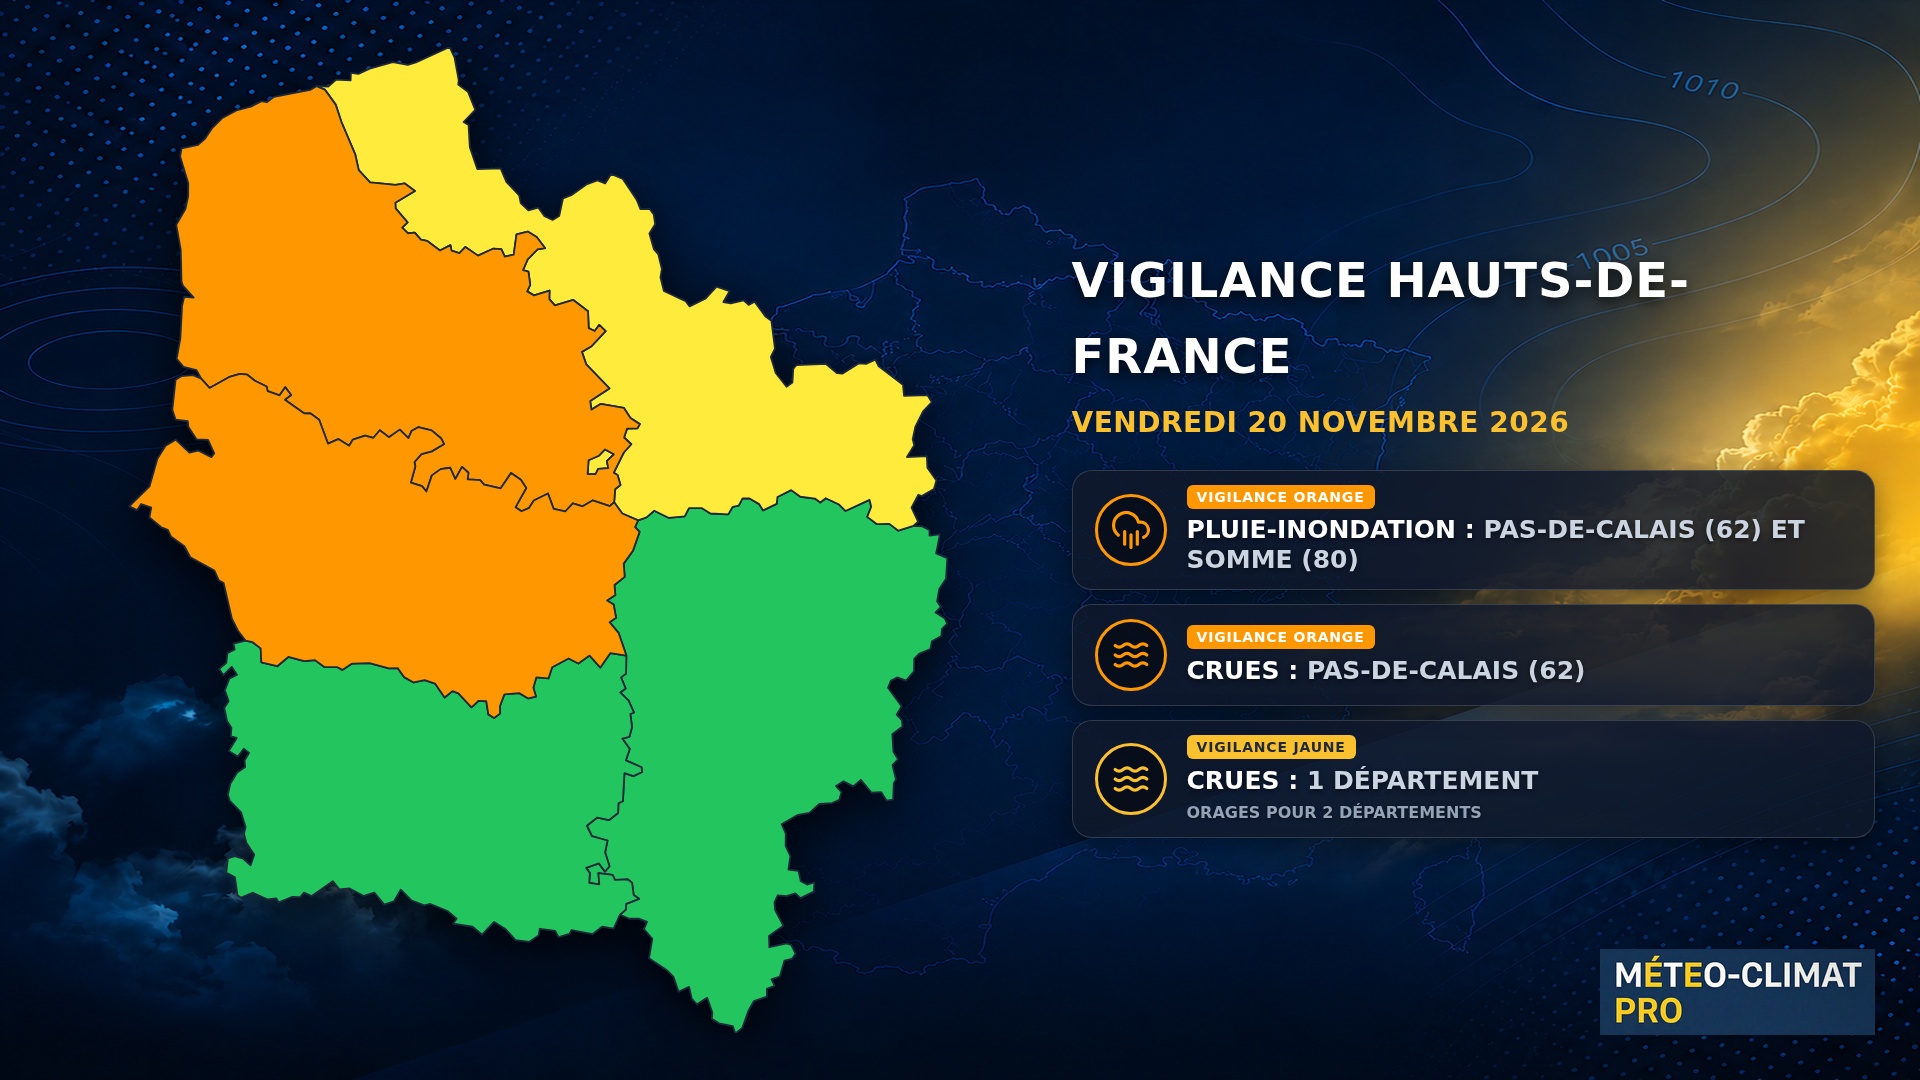 1010
1005
VIGILANCE HAUTS-DE-
FRANCE
VENDREDI 20 NOVEMBRE 2026
VIGILANCE ORANGE
PLUIE-INONDATION : PAS-DE-CALAIS (62) ET
SOMME (80)
VIGILANCE ORANGE
CRUES : PAS-DE-CALAIS (62)
VIGILANCE JAUNE
CRUES : 1 DÉPARTEMENT
ORAGES POUR 2 DÉPARTEMENTS
MÉTEO-CLIMAT
PRO